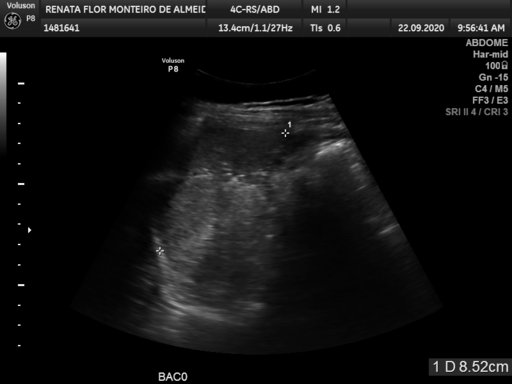 Voluson
GE P8
RENATA FLOR MONTEIRO DE ALMEID 4C-RS/ABD MI 1.2
1481641 13.4cm/1.1/27Hz TIs 0.6 22.09.2020 9:56:41 AM
ABDOME
Har-mid
100
Gn -15
C4 / M5
FF3 / E3
SRI II 4 / CRI 3
Voluson
P8
1
BAC0
1 D 8.52cm